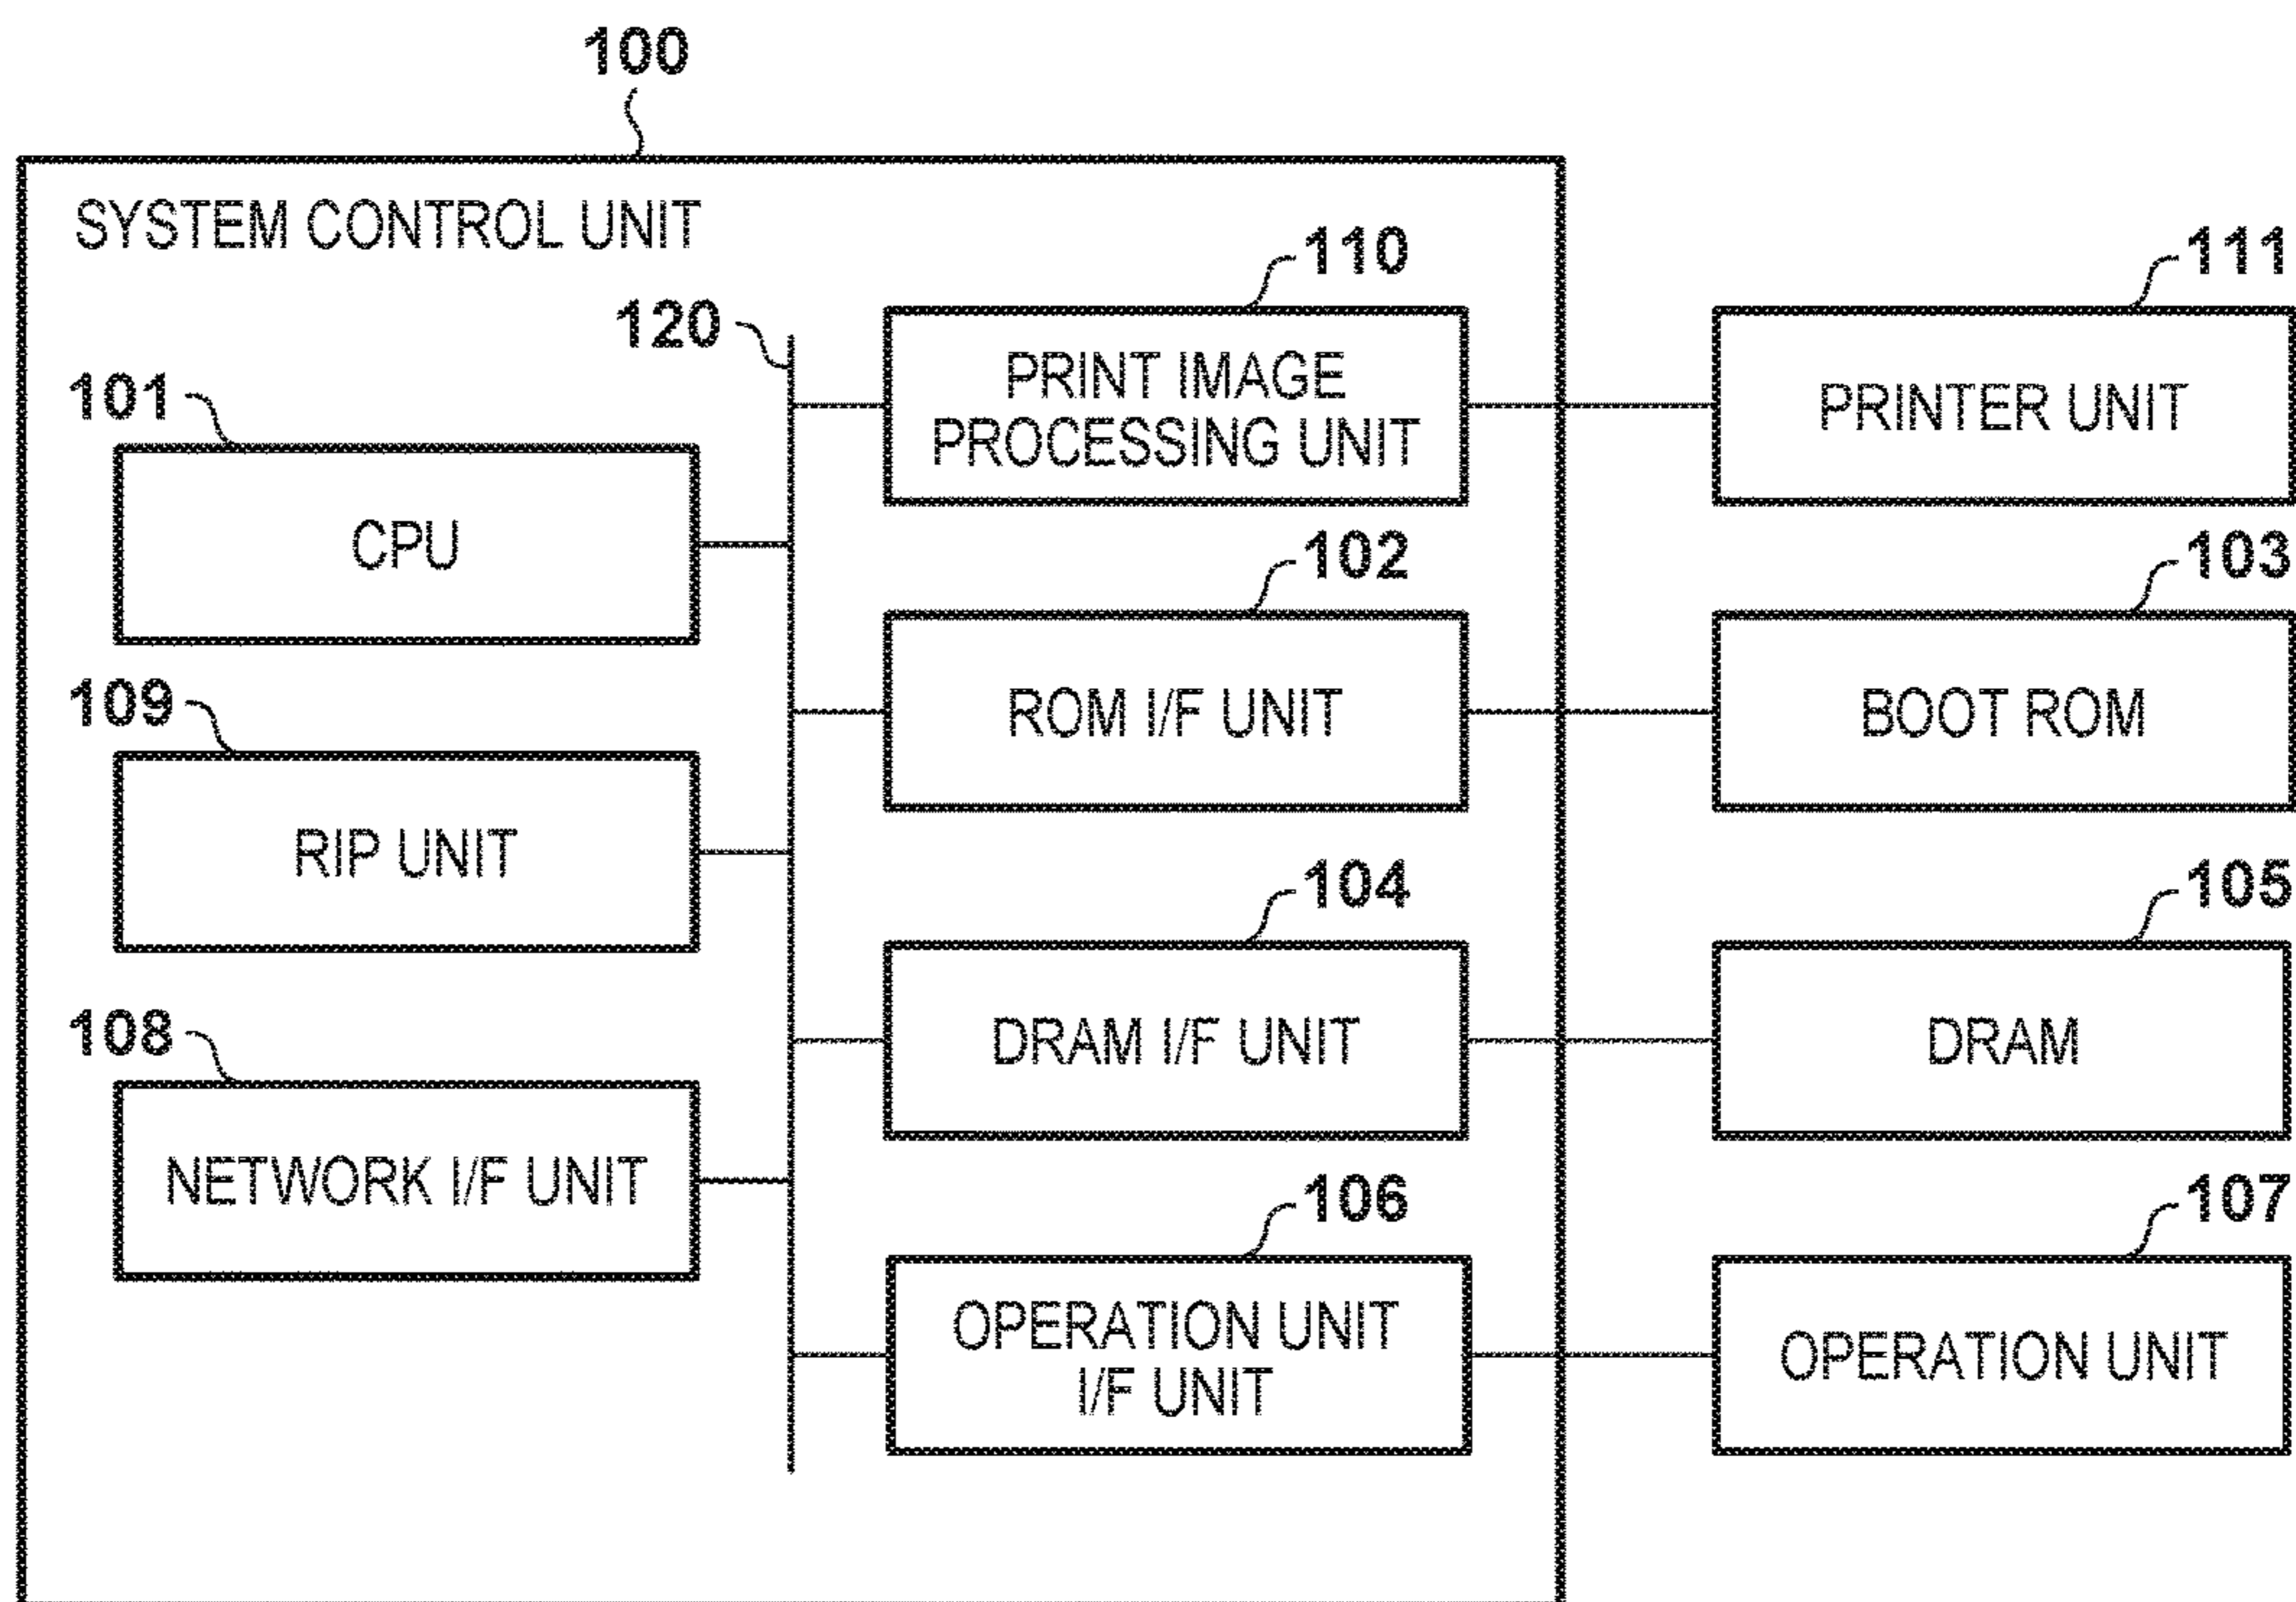 100
SYSTEM CONTROL UNIT
110
111
120
PRINT IMAGE
PROCESSING UNIT
PRINTER UNIT
101
CPU
102
103
ROM I/F UNIT
BOOT ROM
109
RIP UNIT
104
105
DRAM I/F UNIT
DRAM
108
NETWORK I/F UNIT
106
107
OPERATION UNIT
I/F UNIT
OPERATION UNIT